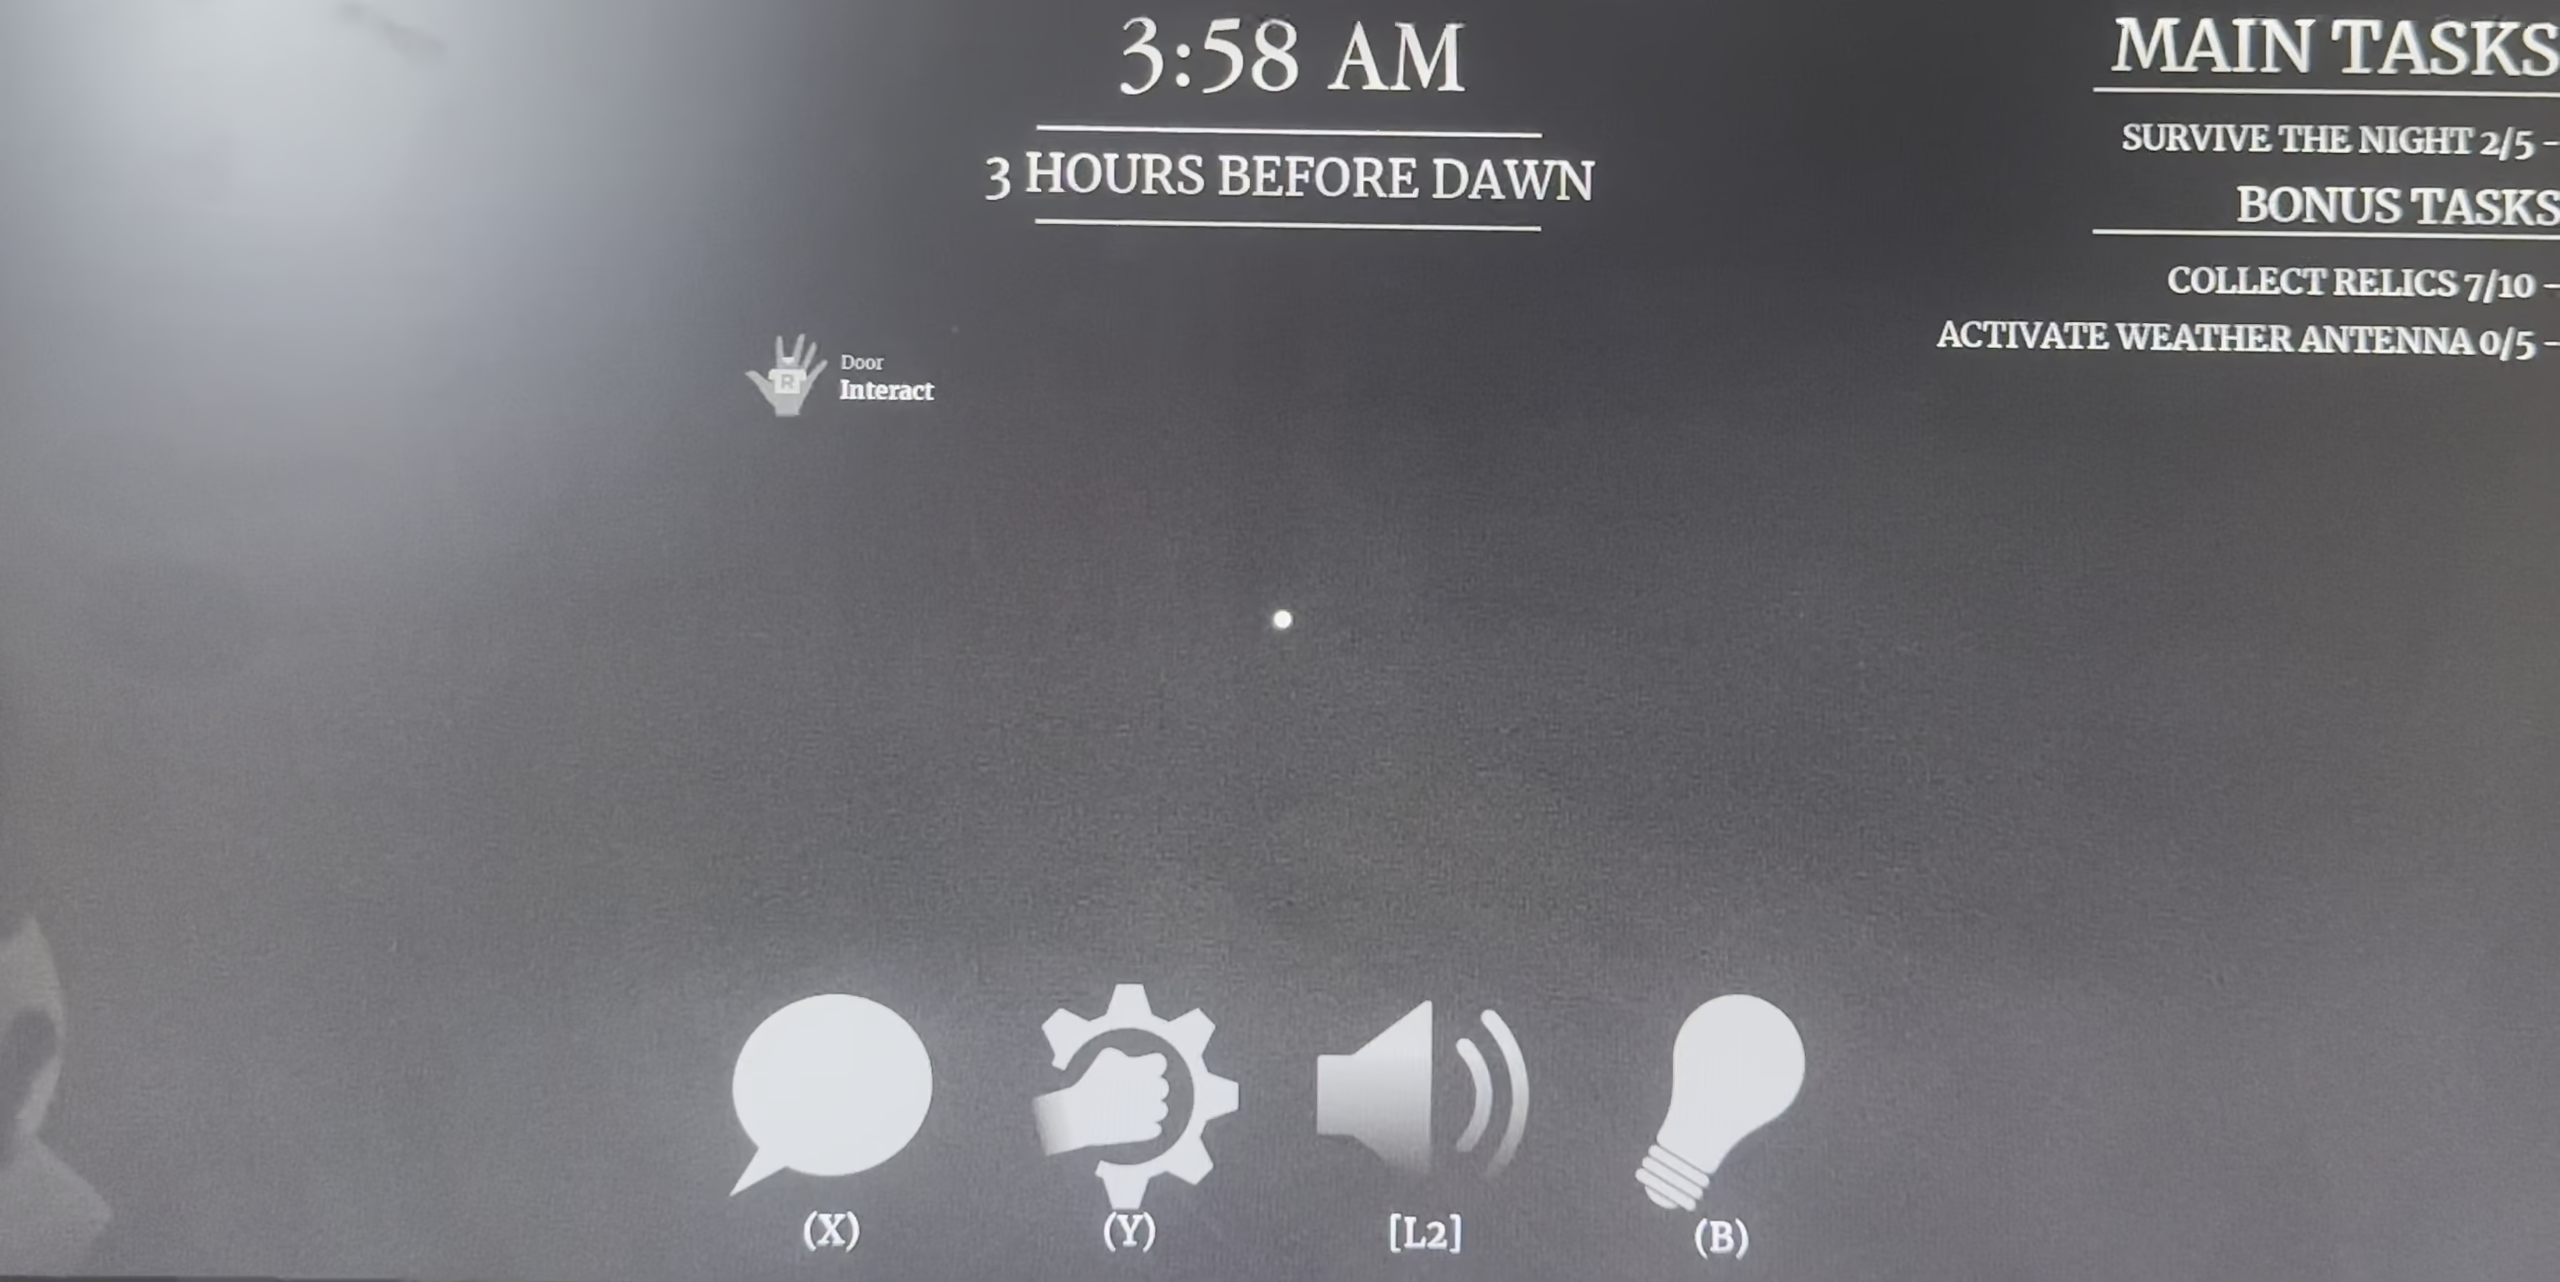 3:58 AM
3 HOURS BEFORE DAWN
MAIN TASKS
SURVIVE THE NIGHT 2/5 -
BONUS TASKS
COLLECT RELICS 7/10 -
ACTIVATE WEATHER ANTENNA 0/5 -
R
Door
Interact
(X)
(Y)
[L2]
(B)